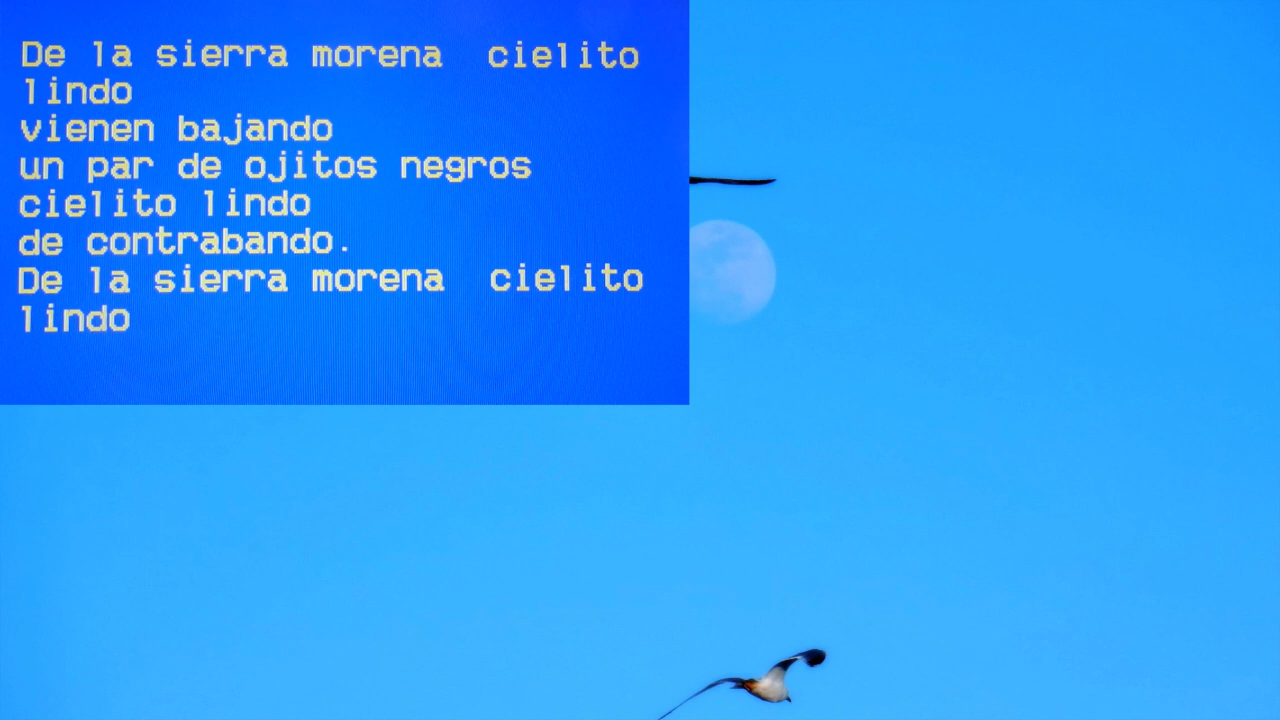 De la sierra morena  cielito
lindo
vienen bajando
un par de ojitos negros
cielito lindo
de contrabando.
De la sierra morena  cielito
lindo